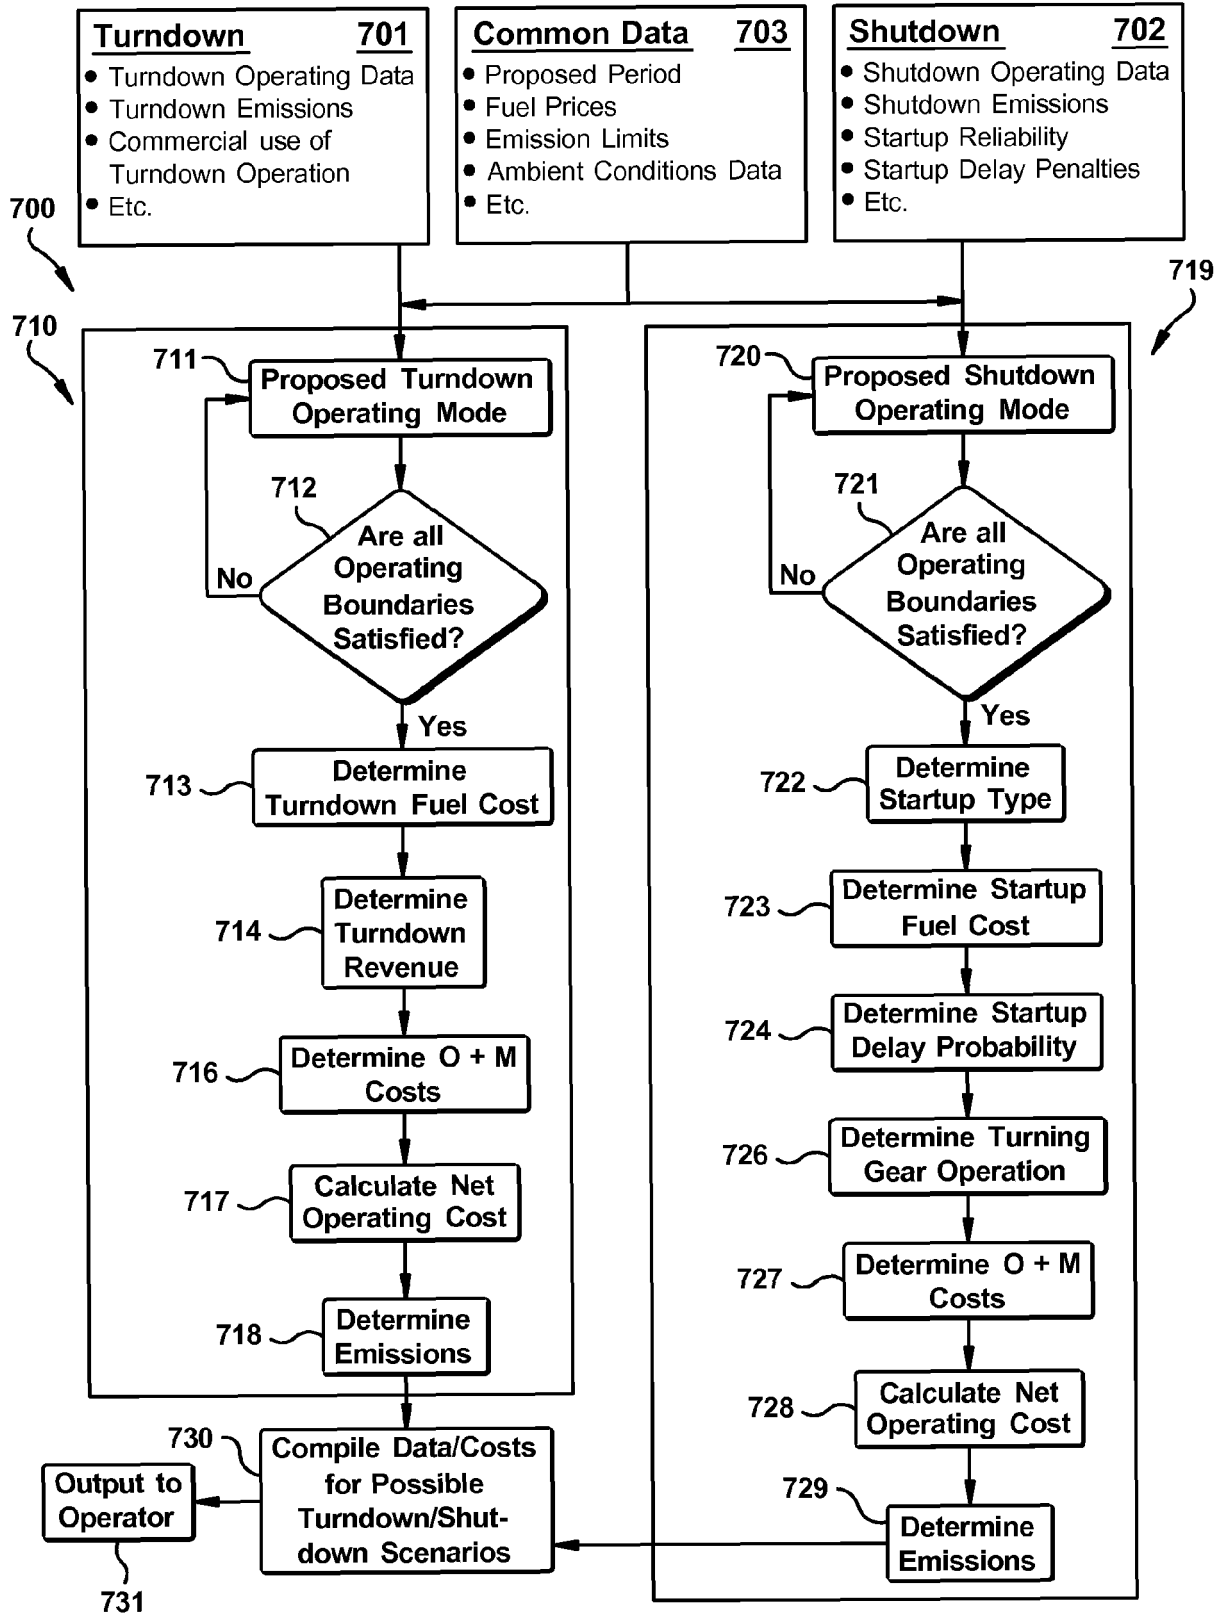 Turndown 701
• Turndown Operating Data
• Turndown Emissions
• Commercial use of
Turndown Operation
• Etc.
Common Data 703
• Proposed Period
• Fuel Prices
• Emission Limits
• Ambient Conditions Data
• Etc.
Shutdown 702
• Shutdown Operating Data
• Shutdown Emissions
• Startup Reliability
• Startup Delay Penalties
• Etc.
700
710
719
711
Proposed Turndown
Operating Mode
712
Are all
Operating
Boundaries
Satisfied?
No
Yes
713
Determine
Turndown Fuel Cost
714
Determine
Turndown
Revenue
716
Determine O + M
Costs
717
Calculate Net
Operating Cost
718
Determine
Emissions
720
Proposed Shutdown
Operating Mode
721
Are all
Operating
Boundaries
Satisfied?
No
Yes
722
Determine
Startup Type
723
Determine Startup
Fuel Cost
724
Determine Startup
Delay Probability
726
Determine Turning
Gear Operation
727
Determine O + M
Costs
728
Calculate Net
Operating Cost
729
Determine
Emissions
730
Compile Data/Costs
for Possible
Turndown/Shut-
down Scenarios
Output to
Operator
731